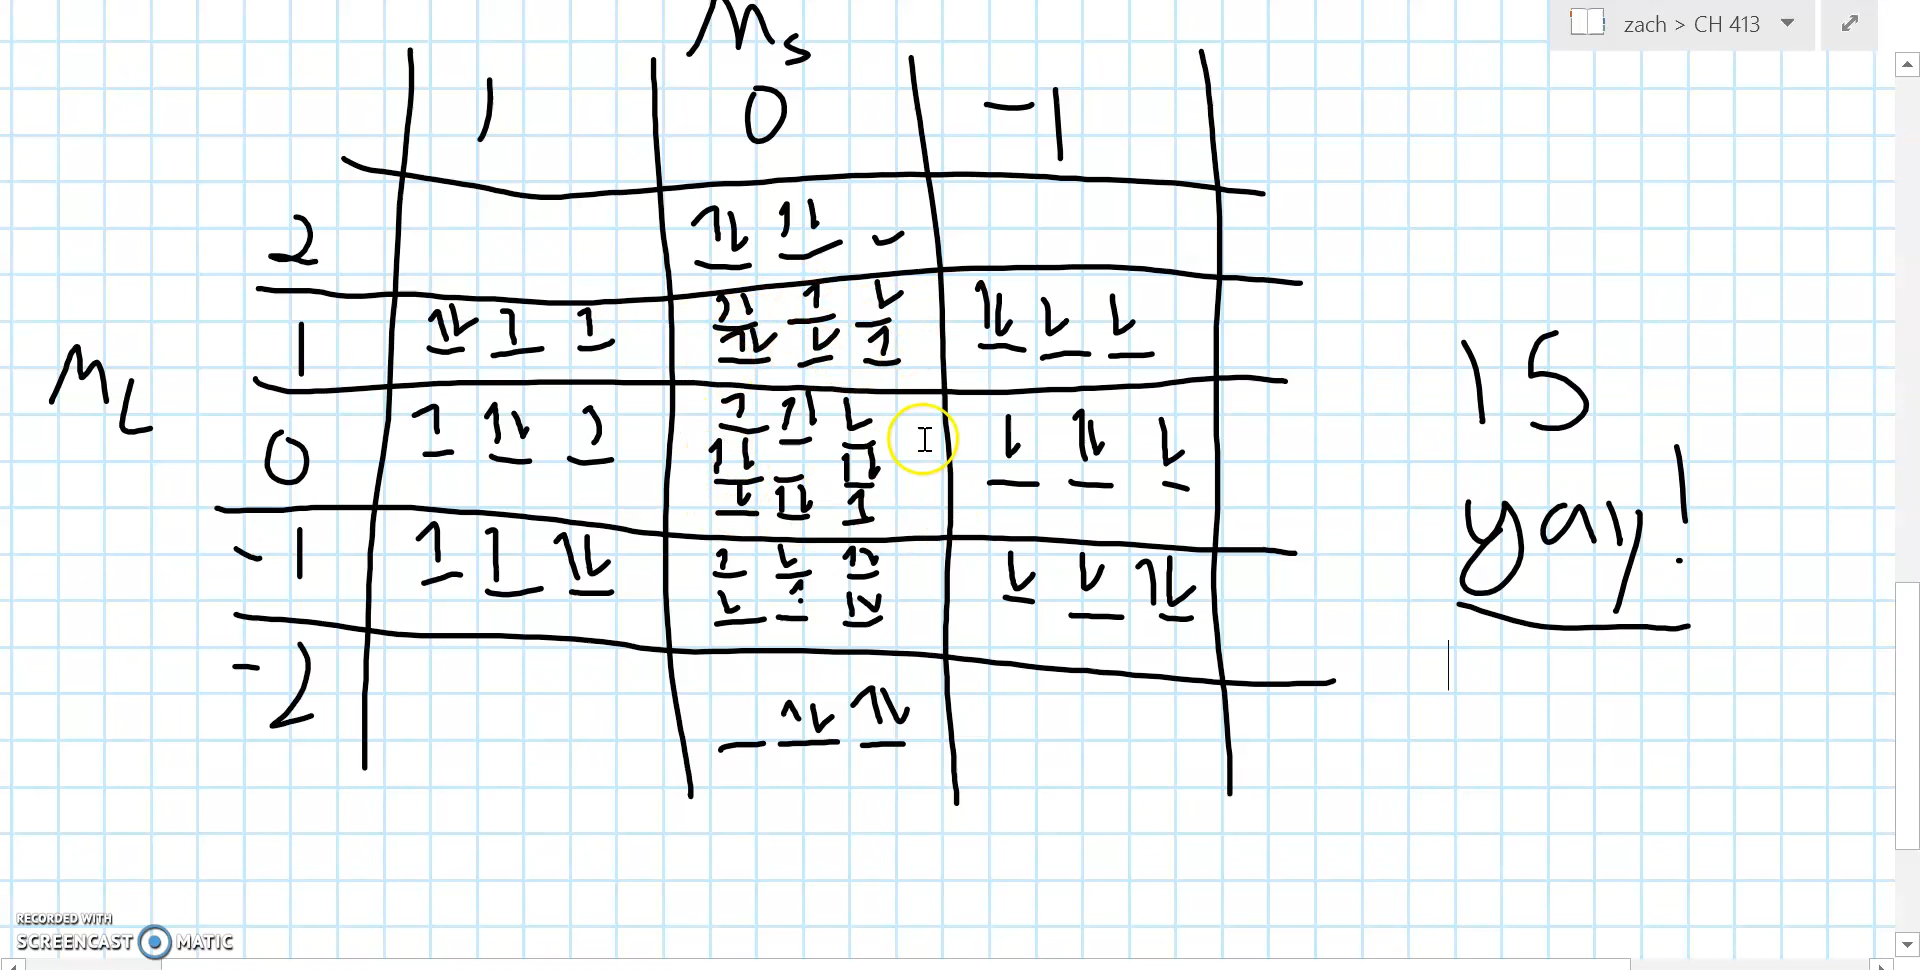 zach > CH 413
Ms
1 0 -1
2 ↿⇂ ↿⇂ _
1 ↿⇂ ↿ ↿ ↿⇂ ↿ ⇂ ↿⇂ ⇂ ⇂
↿⇂ ⇂ ↿
ML
0 ↿ ↿⇂ ↿ ↿ ↿⇂ ⇂ ⇂ ↿⇂ ⇂
↿⇂ _ ↿⇂
⇂ ↿⇂ ↿
-1 ↿ ↿ ↿⇂ ↿ ⇂ ↿⇂ ⇂ ⇂ ↿⇂
⇂ ↿ ↿⇂
-2 _ ↿⇂ ↿⇂
15
yay!
RECORDED WITH
SCREENCAST MATIC